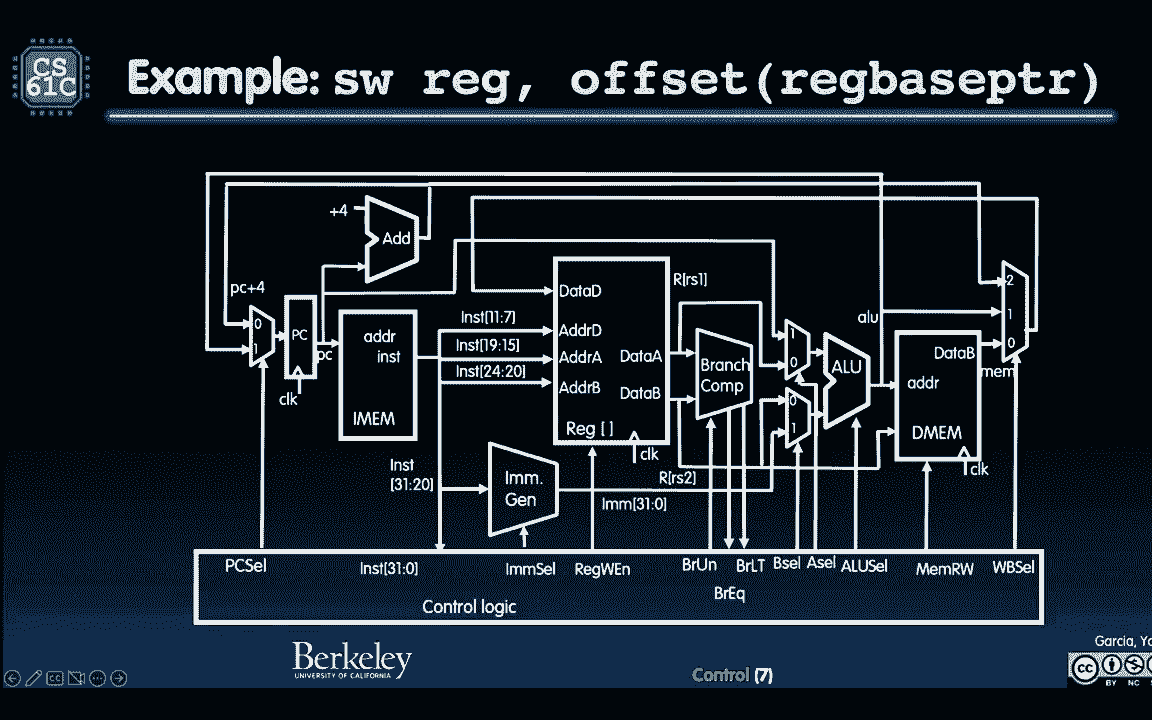 CS
61C
Example: sw reg, offset(regbaseptr)
+4
Add
pc+4
0
1
PC
pc
clk
addr
inst
IMEM
Inst[11:7]
Inst[19:15]
Inst[24:20]
Inst
[31:20]
Imm.
Gen
DataD
AddrD
AddrA
AddrB
DataA
DataB
Reg [ ]
clk
R[rs1]
R[rs2]
Imm[31:0]
Branch
Comp
1
0
0
1
ALU
alu
DataB
addr
DMEM
clk
mem
2
1
0
PCSel
Inst[31:0]
ImmSel
RegWEn
BrUn
BrEq
BrLT
Bsel
Asel
ALUSel
MemRW
WBSel
Control logic
Berkeley
UNIVERSITY OF CALIFORNIA
Control (7)
Garcia, Yo
cc
BY NC
CC